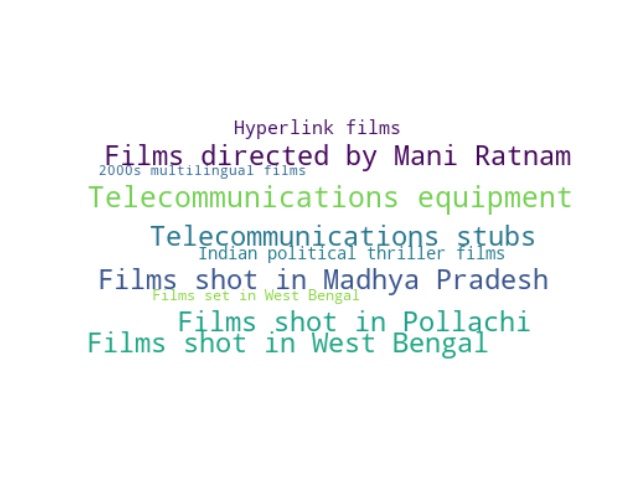 Hyperlink films
Films directed by Mani Ratnam
2000s multilingual films
Telecommunications equipment
Telecommunications stubs
Indian political thriller films
Films shot in Madhya Pradesh
Films set in West Bengal
Films shot in Pollachi
Films shot in West Bengal